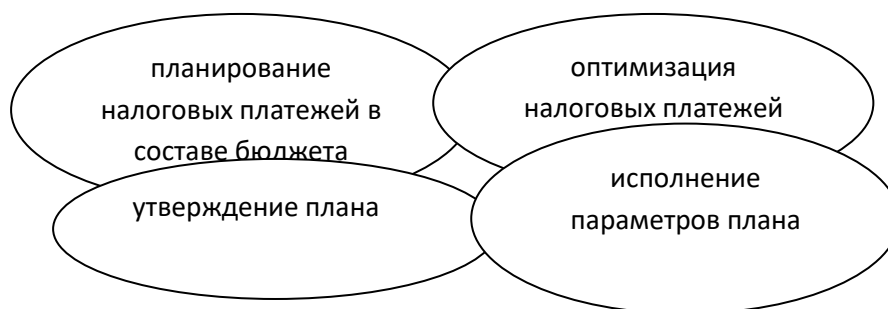 планирование
налоговых платежей в
составе бюджета
оптимизация
налоговых платежей
утверждение плана
исполнение
параметров плана